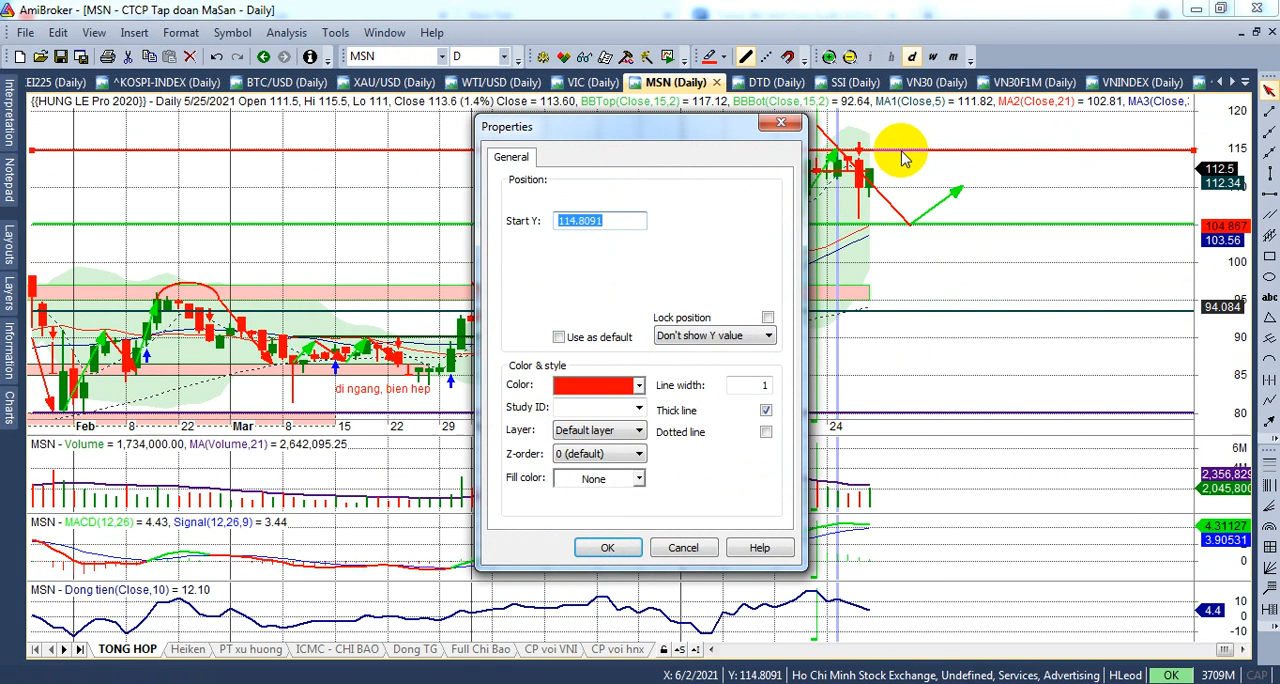 AmiBroker - [MSN - CTCP Tap doan MaSan - Daily]
File Edit View Insert Format Symbol Analysis Tools Window Help
MSN D i h d w m
EI225 (Daily) ^KOSPI-INDEX (Daily) BTC/USD (Daily) XAU/USD (Daily) WTI/USD (Daily) VIC (Daily) MSN (Daily) DTD (Daily) SSI (Daily) VN30 (Daily) VN30F1M (Daily) VNINDEX (Daily)
{{HUNG LE Pro 2020}} - Daily 5/25/2021 Open 111.5, Hi 115.5, Lo 111, Close 113.6 (1.4%) Close = 113.60, BBTop(Close,15,2) = 117.12, BBBot(Close,15,2) = 92.64, MA1(Close,5) = 111.82, MA2(Close,21) = 102.81, MA3(Close,
Interpretation
Notepad
Layouts
Layers
Information
Charts
Properties
General
Position:
Start Y: 114.8091
Lock position
Use as default Don't show Y value
Color & style
Color: Line width: 1
Study ID: Thick line
Layer: Default layer Dotted line
Z-order: 0 (default)
Fill color: None
OK Cancel Help
120
115
112.5
112.34
104.867
103.56
100
95
94.084
90
85
80
di ngang, bien hep
Feb 8 22 Mar 8 15 22 29 24
MSN - Volume = 1,734,000.00, MA(Volume,21) = 2,642,095.25
6M
2,356,829
2,045,800
MSN - MACD(12,26) = 4.43, Signal(12,26,9) = 3.44
4.31127
3.90531
0
MSN - Dong tien(Close,10) = 12.10
10
4.4
0
-10
TONG HOP Heiken PT xu huong ICMC - CHI BAO Dong TG Full Chi Bao CP voi VNI CP voi hnx
X: 6/2/2021 Y: 114.8091 Ho Chi Minh Stock Exchange, Undefined, Services, Advertising HLeod OK 3709M CAP
abc